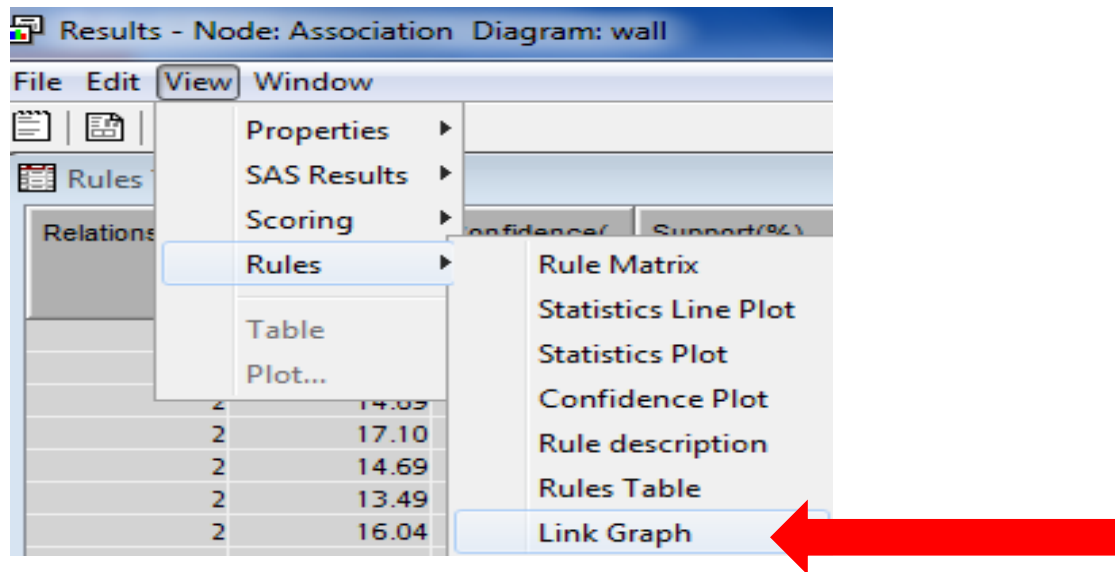 Results - Node: Association Diagram: wall
File Edit View Window
Properties
Rules
SAS Results
Relations
Scoring
Support(%)
Rules
Rule Matrix
Statistics Line Plot
Table
Statistics Plot
Plot...
Confidence Plot
2 17.10
Rule description
2 14.69
Rules Table
2 13.49
2 16.04
Link Graph